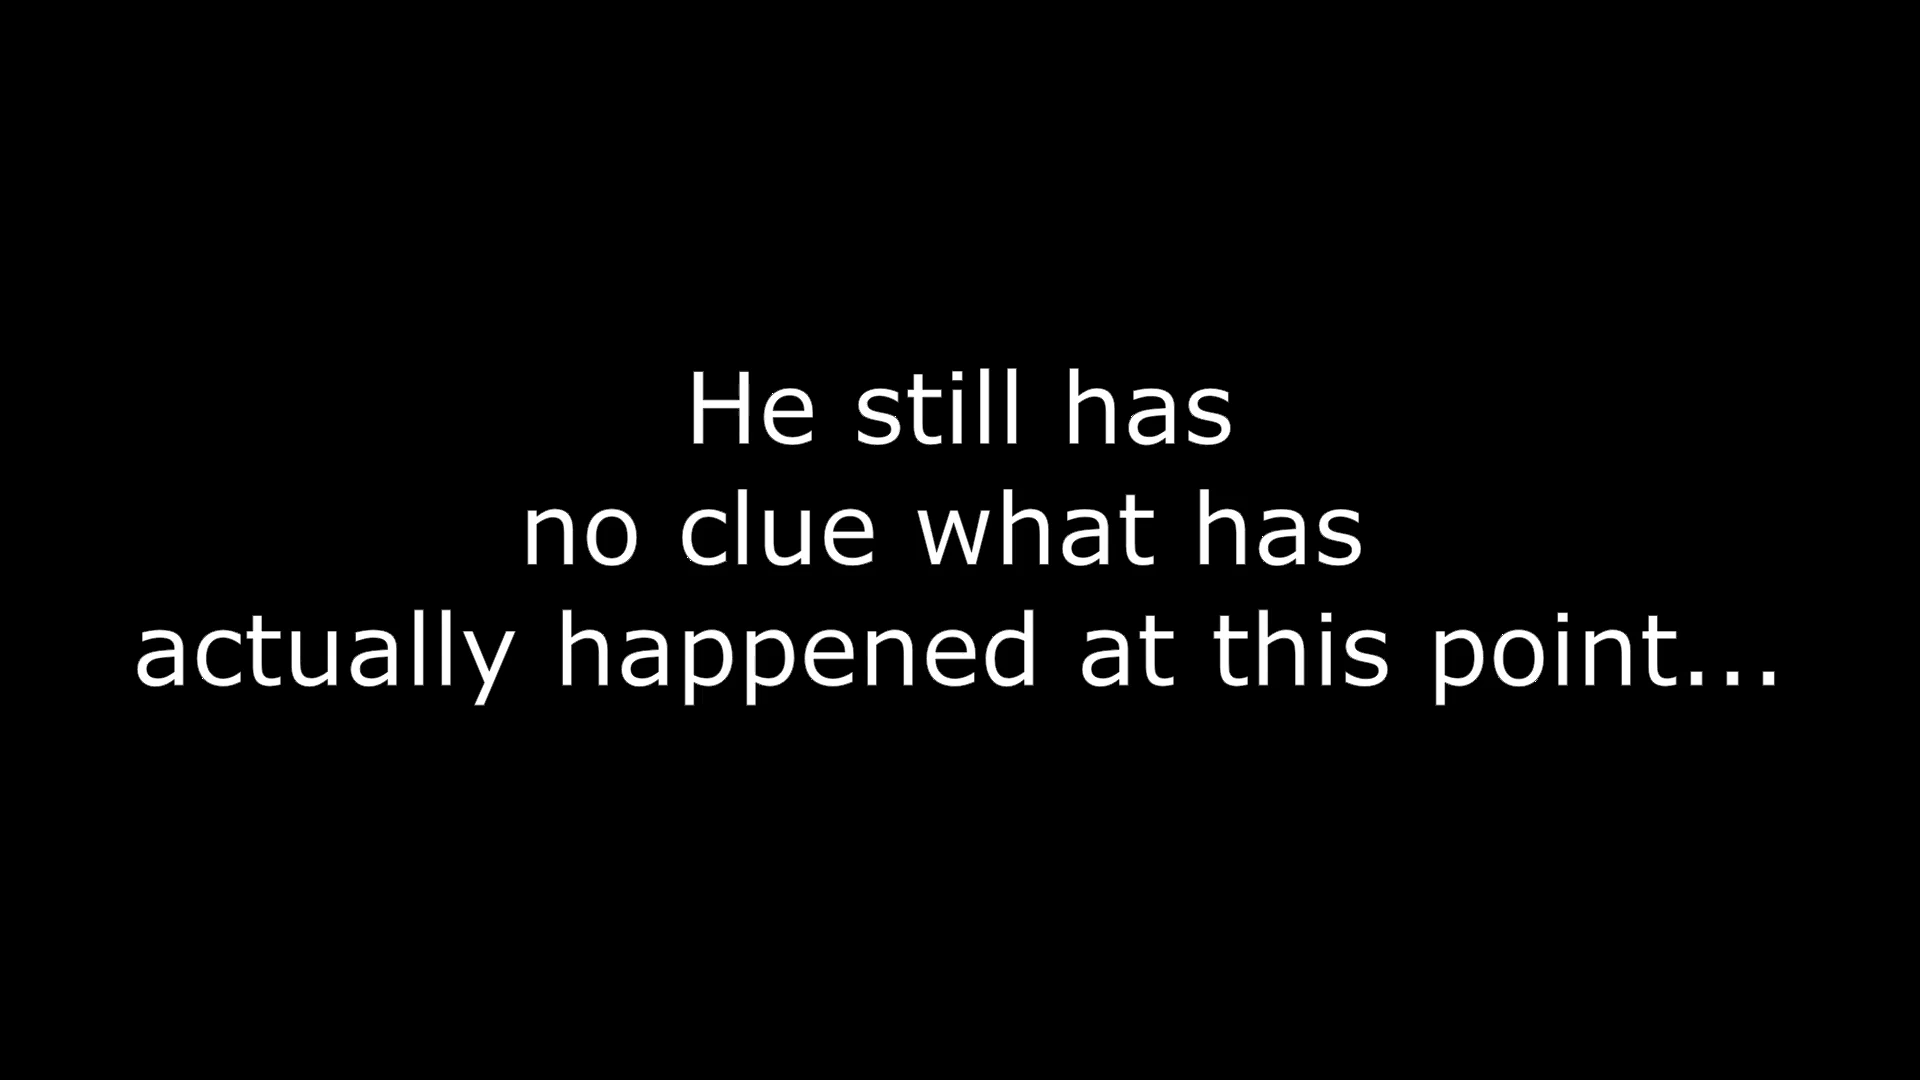 He still has
no clue what has
actually happened at this point...